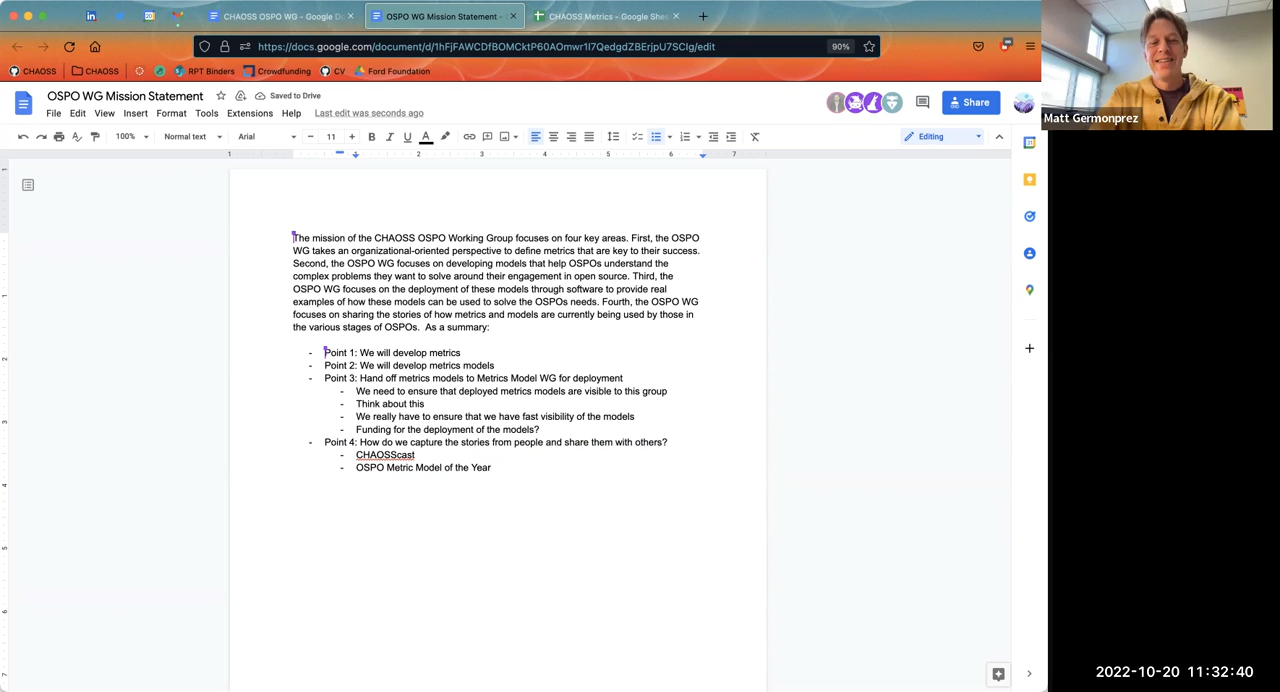 CHAOSS OSPO WG - Google D
OSPO WG Mission Statement -
CHAOSS Metrics - Google She
https://docs.google.com/document/d/1hFjFAWCDfBOMCktP60AOmwr1I7QedgdZBErjpU7SCIg/edit
90%
CHAOSS
CHAOSS
RPT Binders
Crowdfunding
CV
Ford Foundation
Matt Germonprez
OSPO WG Mission Statement
Saved to Drive
File Edit View Insert Format Tools Extensions Help Last edit was seconds ago
Share
100% Normal text Arial - 11 + B I U A
Editing
1 1 2 3 4 5 6 7
The mission of the CHAOSS OSPO Working Group focuses on four key areas. First, the OSPO
WG takes an organizational-oriented perspective to define metrics that are key to their success.
Second, the OSPO WG focuses on developing models that help OSPOs understand the
complex problems they want to solve around their engagement in open source. Third, the
OSPO WG focuses on the deployment of these models through software to provide real
examples of how these models can be used to solve the OSPOs needs. Fourth, the OSPO WG
focuses on sharing the stories of how metrics and models are currently being used by those in
the various stages of OSPOs.  As a summary:
- Point 1: We will develop metrics
- Point 2: We will develop metrics models
- Point 3: Hand off metrics models to Metrics Model WG for deployment
- We need to ensure that deployed metrics models are visible to this group
- Think about this
- We really have to ensure that we have fast visibility of the models
- Funding for the deployment of the models?
- Point 4: How do we capture the stories from people and share them with others?
- CHAOSScast
- OSPO Metric Model of the Year
2022-10-20 11:32:40